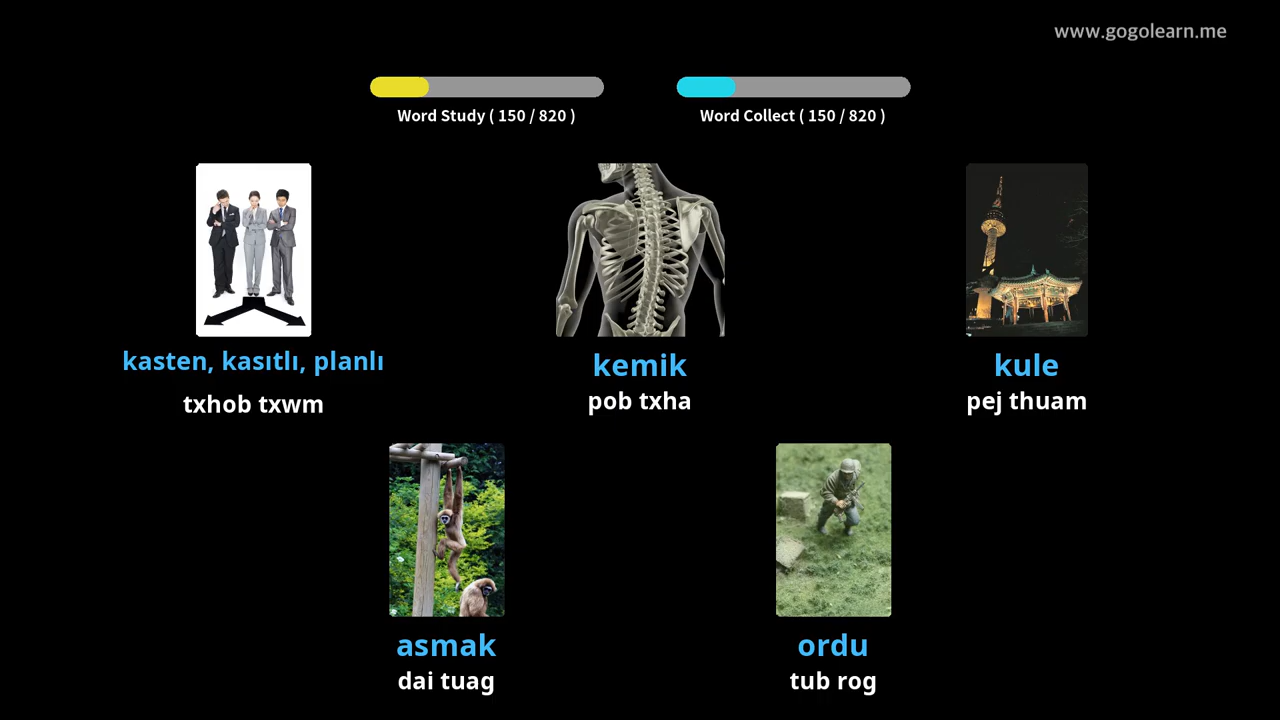 www.gogolearn.me
Word Study ( 150 / 820 )
Word Collect ( 150 / 820 )
kasten, kasıtlı, planlı
txhob txwm
kemik
pob txha
kule
pej thuam
asmak
dai tuag
ordu
tub rog